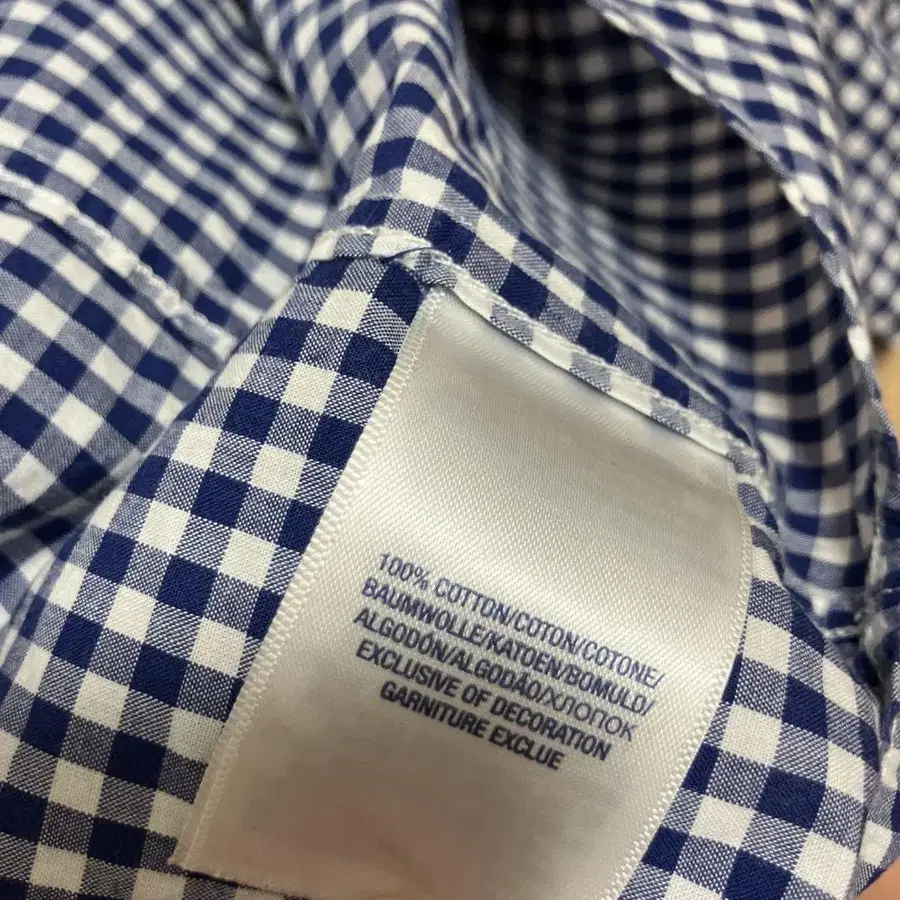 100% COTTON/COTON/COTONE/
BAUMWOLLE/KATOEN/BOMULD/
ALGODÓN/ALGODÃO/ХЛОПОК
EXCLUSIVE OF DECORATION
GARNITURE EXCLUE